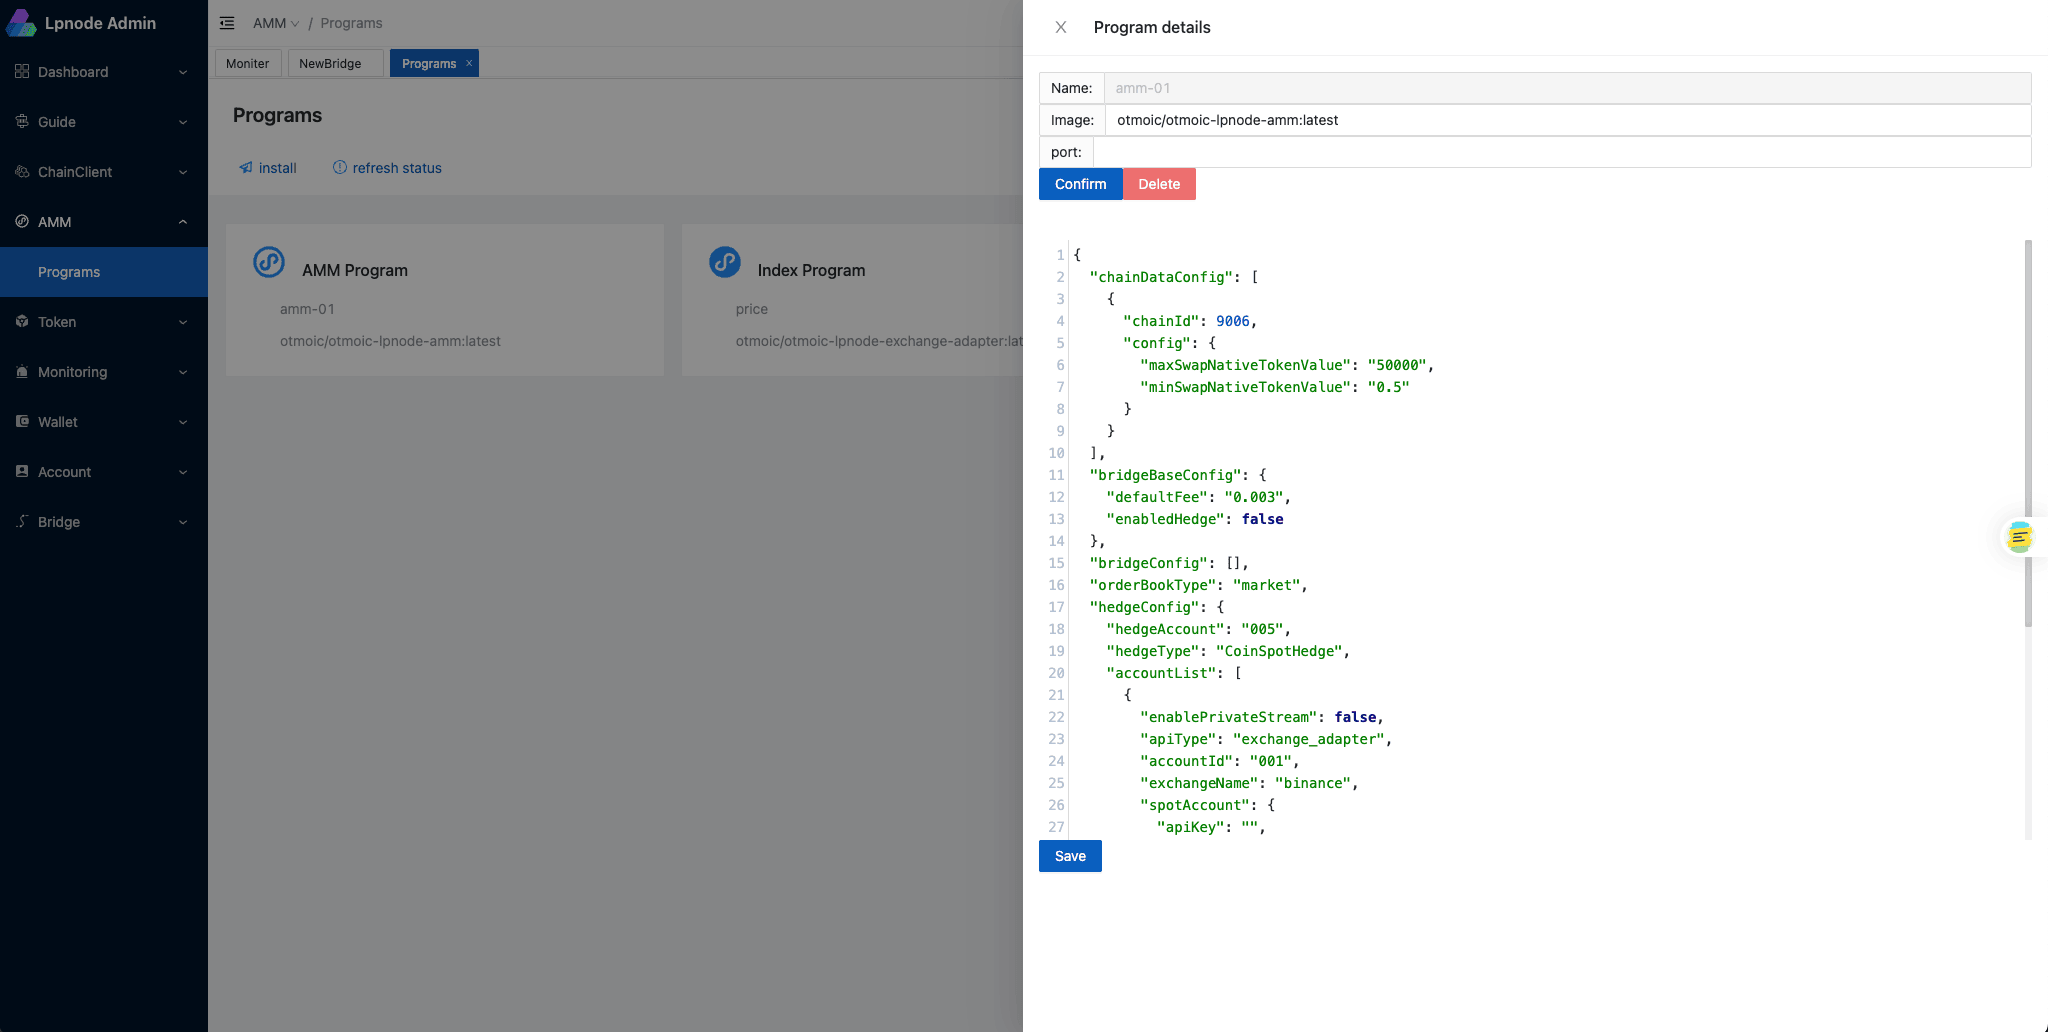 Lpnode Admin
Dashboard
Guide
ChainClient
AMM
Programs
Token
Monitoring
Wallet
Account
Bridge
AMM / Programs
Moniter NewBridge Programs ×
Programs
install refresh status
AMM Program
amm-01
otmoic/otmoic-lpnode-amm:latest
Index Program
price
otmoic/otmoic-lpnode-exchange-adapter:lat
Program details
Name: amm-01
Image: otmoic/otmoic-lpnode-amm:latest
port:
Confirm Delete
1 {
2 "chainDataConfig": [
3 {
4 "chainId": 9006,
5 "config": {
6 "maxSwapNativeTokenValue": "50000",
7 "minSwapNativeTokenValue": "0.5"
8 }
9 }
10 ],
11 "bridgeBaseConfig": {
12 "defaultFee": "0.003",
13 "enabledHedge": false
14 },
15 "bridgeConfig": [],
16 "orderBookType": "market",
17 "hedgeConfig": {
18 "hedgeAccount": "005",
19 "hedgeType": "CoinSpotHedge",
20 "accountList": [
21 {
22 "enablePrivateStream": false,
23 "apiType": "exchange_adapter",
24 "accountId": "001",
25 "exchangeName": "binance",
26 "spotAccount": {
27 "apiKey": "",
Save